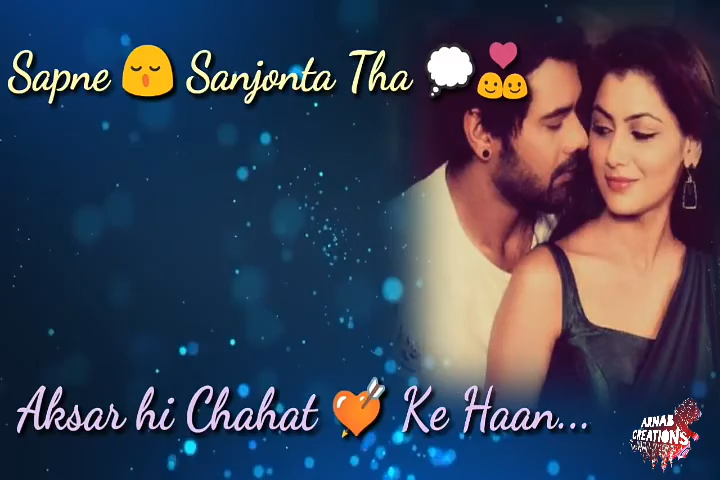 Sapne 😌 Sanjonta Tha 💭💑
Aksar hi Chahat 💘 Ke Haan...
ARNAB
CREATIONS